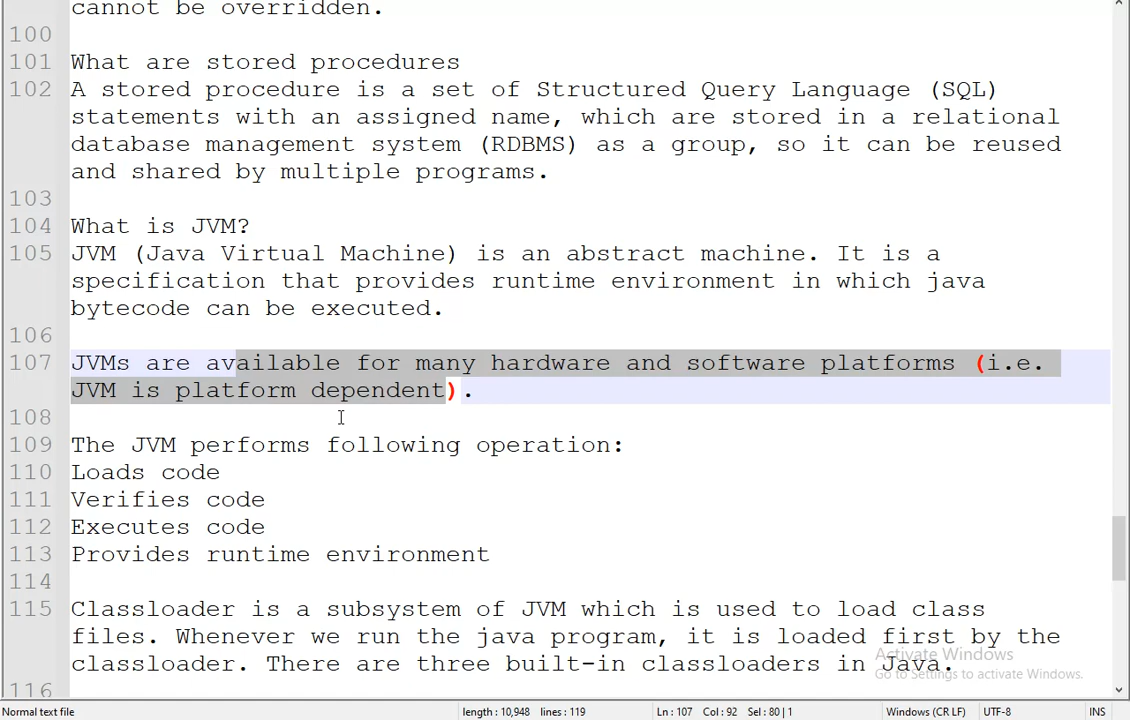 cannot be overridden.
100
101 What are stored procedures
102 A stored procedure is a set of Structured Query Language (SQL)
statements with an assigned name, which are stored in a relational
database management system (RDBMS) as a group, so it can be reused
and shared by multiple programs.
103
104 What is JVM?
105 JVM (Java Virtual Machine) is an abstract machine. It is a
specification that provides runtime environment in which java
bytecode can be executed.
106
107 JVMs are available for many hardware and software platforms (i.e.
JVM is platform dependent).
108
109 The JVM performs following operation:
110 Loads code
111 Verifies code
112 Executes code
113 Provides runtime environment
114
115 Classloader is a subsystem of JVM which is used to load class
files. Whenever we run the java program, it is loaded first by the
classloader. There are three built-in classloaders in Java.
116
Activate Windows
Go to Settings to activate Windows.
Normal text file length : 10,948 lines : 119 Ln : 107 Col : 92 Sel : 80 | 1 Windows (CR LF) UTF-8 INS